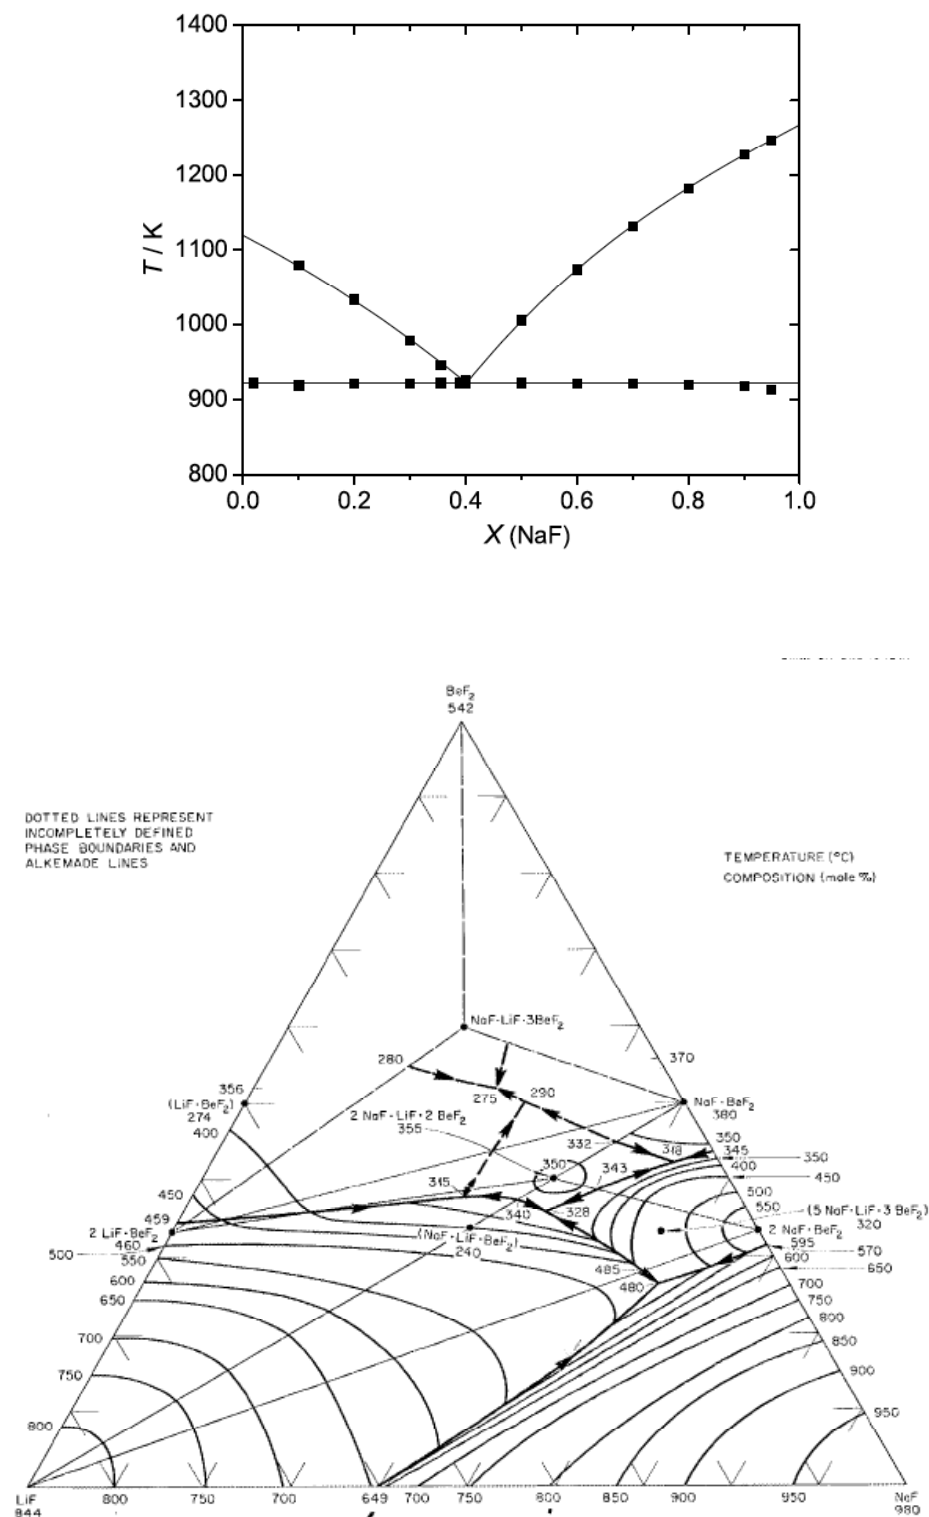 1400
1300
1200
1100
1000
900
800
T / K
0.0 0.2 0.4 0.6 0.8 1.0
X (NaF)
BeF2
542
DOTTED LINES REPRESENT
INCOMPLETELY DEFINED
PHASE BOUNDARIES AND
ALKEMADE LINES
TEMPERATURE (°C)
COMPOSITION (mole %)
NaF·LiF·3BeF2
280
370
356
(LiF·BeF2)
274
400
275
290
NaF·BeF2
380
2 NaF·LiF·2 BeF2
355
332
318
350
345
350
400
450
343
350
315
340
328
450
459
2 LiF·BeF2
460
500
550
600
650
700
750
800
(NaF·LiF·BeF2)
240
485
480
500
550
(5 NaF·LiF·3 BeF2)
320
2 NaF·BeF2
595
570
600
650
700
750
800
850
900
950
LiF
844
800 750 700 649 700 750 800 850 900 950
NaF
980